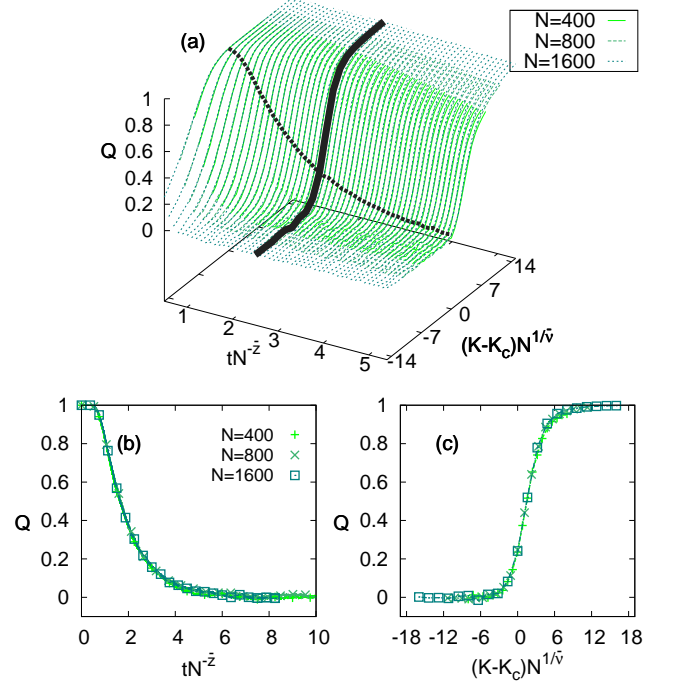 (a)
N=400
N=800
N=1600
1
0.8
0.6
0.4
0.2
0
Q
1
2
3
4
5
tN^{-z̄}
-14
-7
0
7
14
(K-K_c)N^{1/ν̄}
(b)
N=400
N=800
N=1600
1
0.8
0.6
0.4
0.2
0
Q
0 2 4 6 8 10
tN^{-z̄}
(c)
1
0.8
0.6
0.4
0.2
0
Q
-18 -12 -6 0 6 12 18
(K-K_c)N^{1/ν̄}